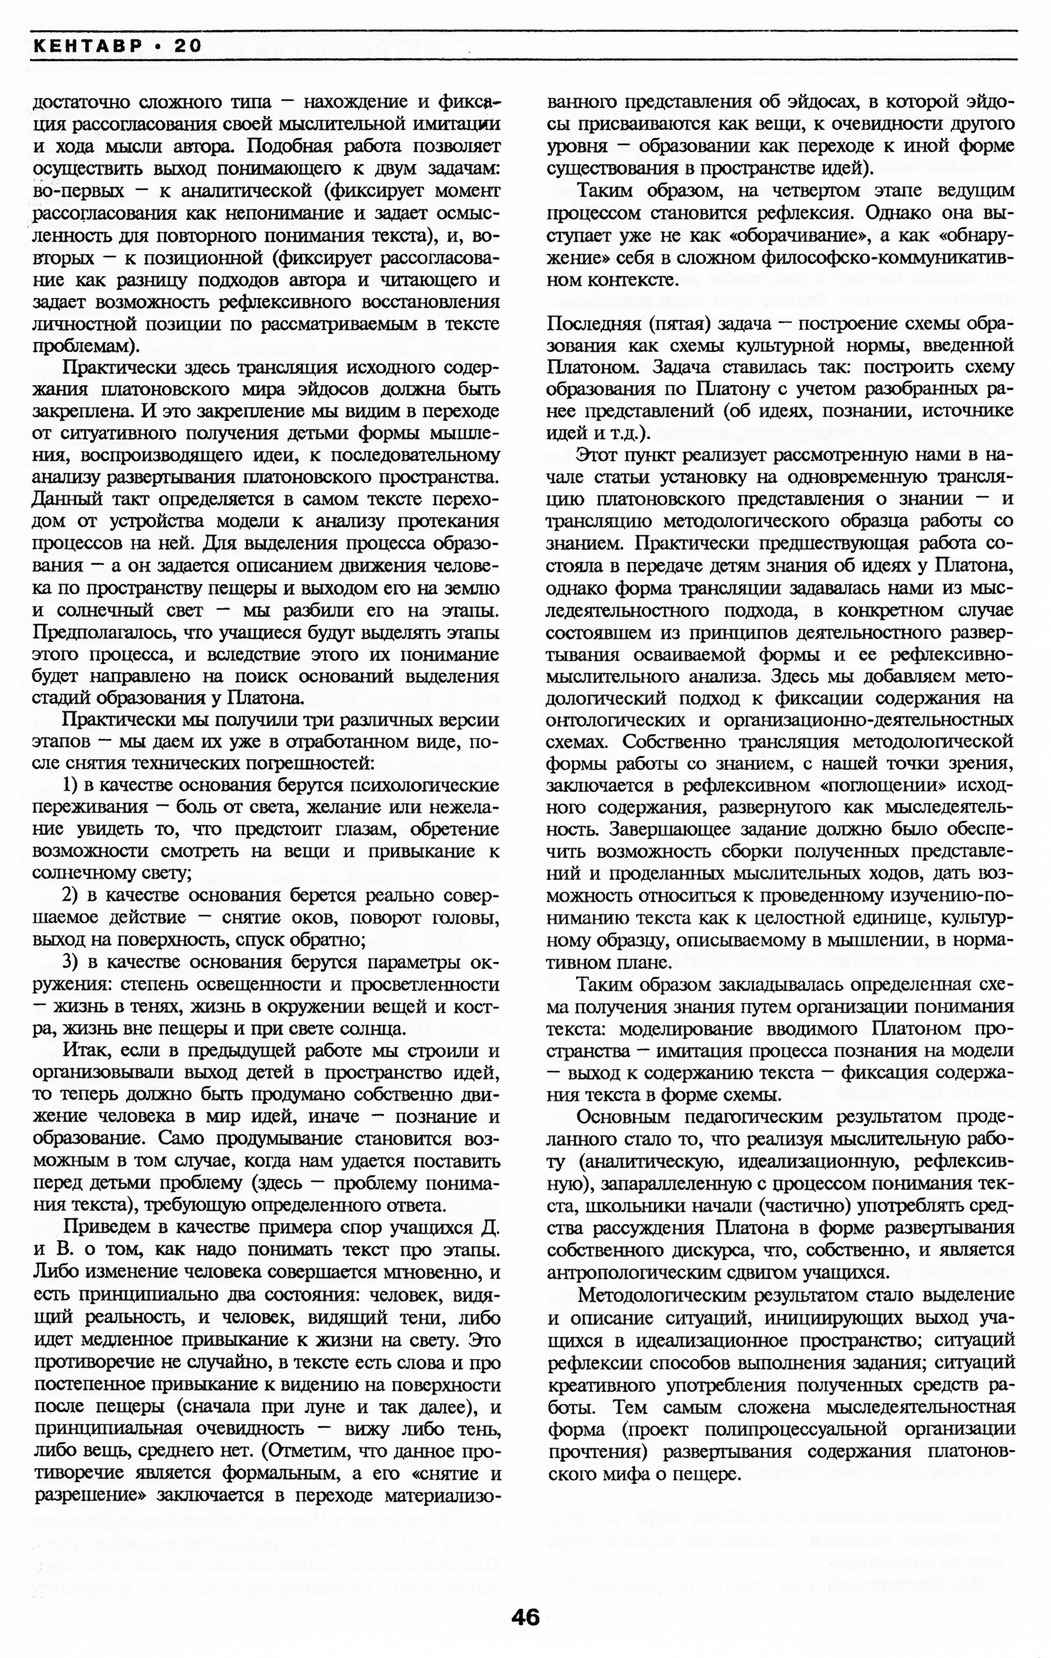 КЕНТАВР • 20
достаточно сложного типа — нахождение и фикса-
ция рассогласования своей мыслительной имитации
и хода мысли автора. Подобная работа позволяет
осуществить выход понимающего к двум задачам:
во-первых — к аналитической (фиксирует момент
рассогласования как непонимание и задает осмыс-
ленность для повторного понимания текста), и, во-
вторых — к позиционной (фиксирует рассогласова-
ние как разницу подходов автора и читающего и
задает возможность рефлексивного восстановления
личностной позиции по рассматриваемым в тексте
проблемам).
Практически здесь трансляция исходного содер-
жания платоновского мира эйдосов должна быть
закреплена. И это закрепление мы видим в переходе
от ситуативного получения детьми формы мышле-
ния, воспроизводящего идеи, к последовательному
анализу развертывания платоновского пространства.
Данный такт определяется в самом тексте перехо-
дом от устройства модели к анализу протекания
процессов на ней. Для выделения процесса образо-
вания — а он задается описанием движения челове-
ка по пространству пещеры и выходом его на землю
и солнечный свет — мы разбили его на этапы.
Предполагалось, что учащиеся будут выделять этапы
этого процесса, и вследствие этого их понимание
будет направлено на поиск оснований выделения
стадий образования у Платона.
Практически мы получили три различных версии
этапов — мы даем их уже в отработанном виде, по-
сле снятия технических погрешностей:
1) в качестве основания берутся психологические
переживания — боль от света, желание или нежела-
ние увидеть то, что предстоит глазам, обретение
возможности смотреть на вещи и привыкание к
солнечному свету;
2) в качестве основания берется реально совер-
шаемое действие — снятие оков, поворот головы,
выход на поверхность, спуск обратно;
3) в качестве основания берутся параметры ок-
ружения: степень освещенности и просветленности
— жизнь в тенях, жизнь в окружении вещей и кост-
ра, жизнь вне пещеры и при свете солнца.
Итак, если в предыдущей работе мы строили и
организовывали выход детей в пространство идей,
то теперь должно быть продумано собственно дви-
жение человека в мир идей, иначе — познание и
образование. Само продумывание становится воз-
можным в том случае, когда нам удается поставить
перед детьми проблему (здесь — проблему понима-
ния текста), требующую определенного ответа.
Приведем в качестве примера спор учащихся Д.
и В. о том, как надо понимать текст про этапы.
Либо изменение человека совершается мгновенно, и
есть принципиально два состояния: человек, видя-
щий реальность, и человек, видящий тени, либо
идет медленное привыкание к жизни на свету. Это
противоречие не случайно, в тексте есть слова и про
постепенное привыкание к видению на поверхности
после пещеры (сначала при луне и так далее), и
принципиальная очевидность — вижу либо тень,
либо вещь, среднего нет. (Отметим, что данное про-
тиворечие является формальным, а его «снятие и
разрешение» заключается в переходе материализо-
ванного представления об эйдосах, в которой эйдо-
сы присваиваются как вещи, к очевидности другого
уровня — образовании как переходе к иной форме
существования в пространстве идей).
Таким образом, на четвертом этапе ведущим
процессом становится рефлексия. Однако она вы-
ступает уже не как «оборачивание», а как «обнару-
жение» себя в сложном философско-коммуникатив-
ном контексте.
Последняя (пятая) задача — построение схемы обра-
зования как схемы культурной нормы, введенной
Платоном. Задача ставилась так: построить схему
образования по Платону с учетом разобранных ра-
нее представлений (об идеях, познании, источнике
идей и т.д.).
Этот пункт реализует рассмотренную нами в на-
чале статьи установку на одновременную трансля-
цию платоновского представления о знании — и
трансляцию методологического образца работы со
знанием. Практически предшествующая работа со-
стояла в передаче детям знания об идеях у Платона,
однако форма трансляции задавалась нами из мыс-
ледеятельностного подхода, в конкретном случае
состоявшем из принципов деятельностного развер-
тывания осваиваемой формы и ее рефлексивно-
мыслительного анализа. Здесь мы добавляем мето-
дологический подход к фиксации содержания на
онтологических и организационно-деятельностных
схемах. Собственно трансляция методологической
формы работы со знанием, с нашей точки зрения,
заключается в рефлексивном «поглощении» исход-
ного содержания, развернутого как мыследеятель-
ность. Завершающее задание должно было обеспе-
чить возможность сборки полученных представле-
ний и проделанных мыслительных ходов, дать воз-
можность относиться к проведенному изучению-по-
ниманию текста как к целостной единице, культур-
ному образцу, описываемому в мышлении, в норма-
тивном плане.
Таким образом закладывалась определенная схе-
ма получения знания путем организации понимания
текста: моделирование вводимого Платоном про-
странства — имитация процесса познания на модели
— выход к содержанию текста — фиксация содержа-
ния текста в форме схемы.
Основным педагогическим результатом проде-
ланного стало то, что реализуя мыслительную рабо-
ту (аналитическую, идеализационную, рефлексив-
ную), запараллеленную с процессом понимания тек-
ста, школьники начали (частично) употреблять сред-
ства рассуждения Платона в форме развертывания
собственного дискурса, что, собственно, и является
антропологическим сдвигом учащихся.
Методологическим результатом стало выделение
и описание ситуаций, инициирующих выход уча-
щихся в идеализационное пространство; ситуаций
рефлексии способов выполнения задания; ситуаций
креативного употребления полученных средств ра-
боты. Тем самым сложена мыследеятельностная
форма (проект полипроцессуальной организации
прочтения) развертывания содержания платонов-
ского мифа о пещере.
46